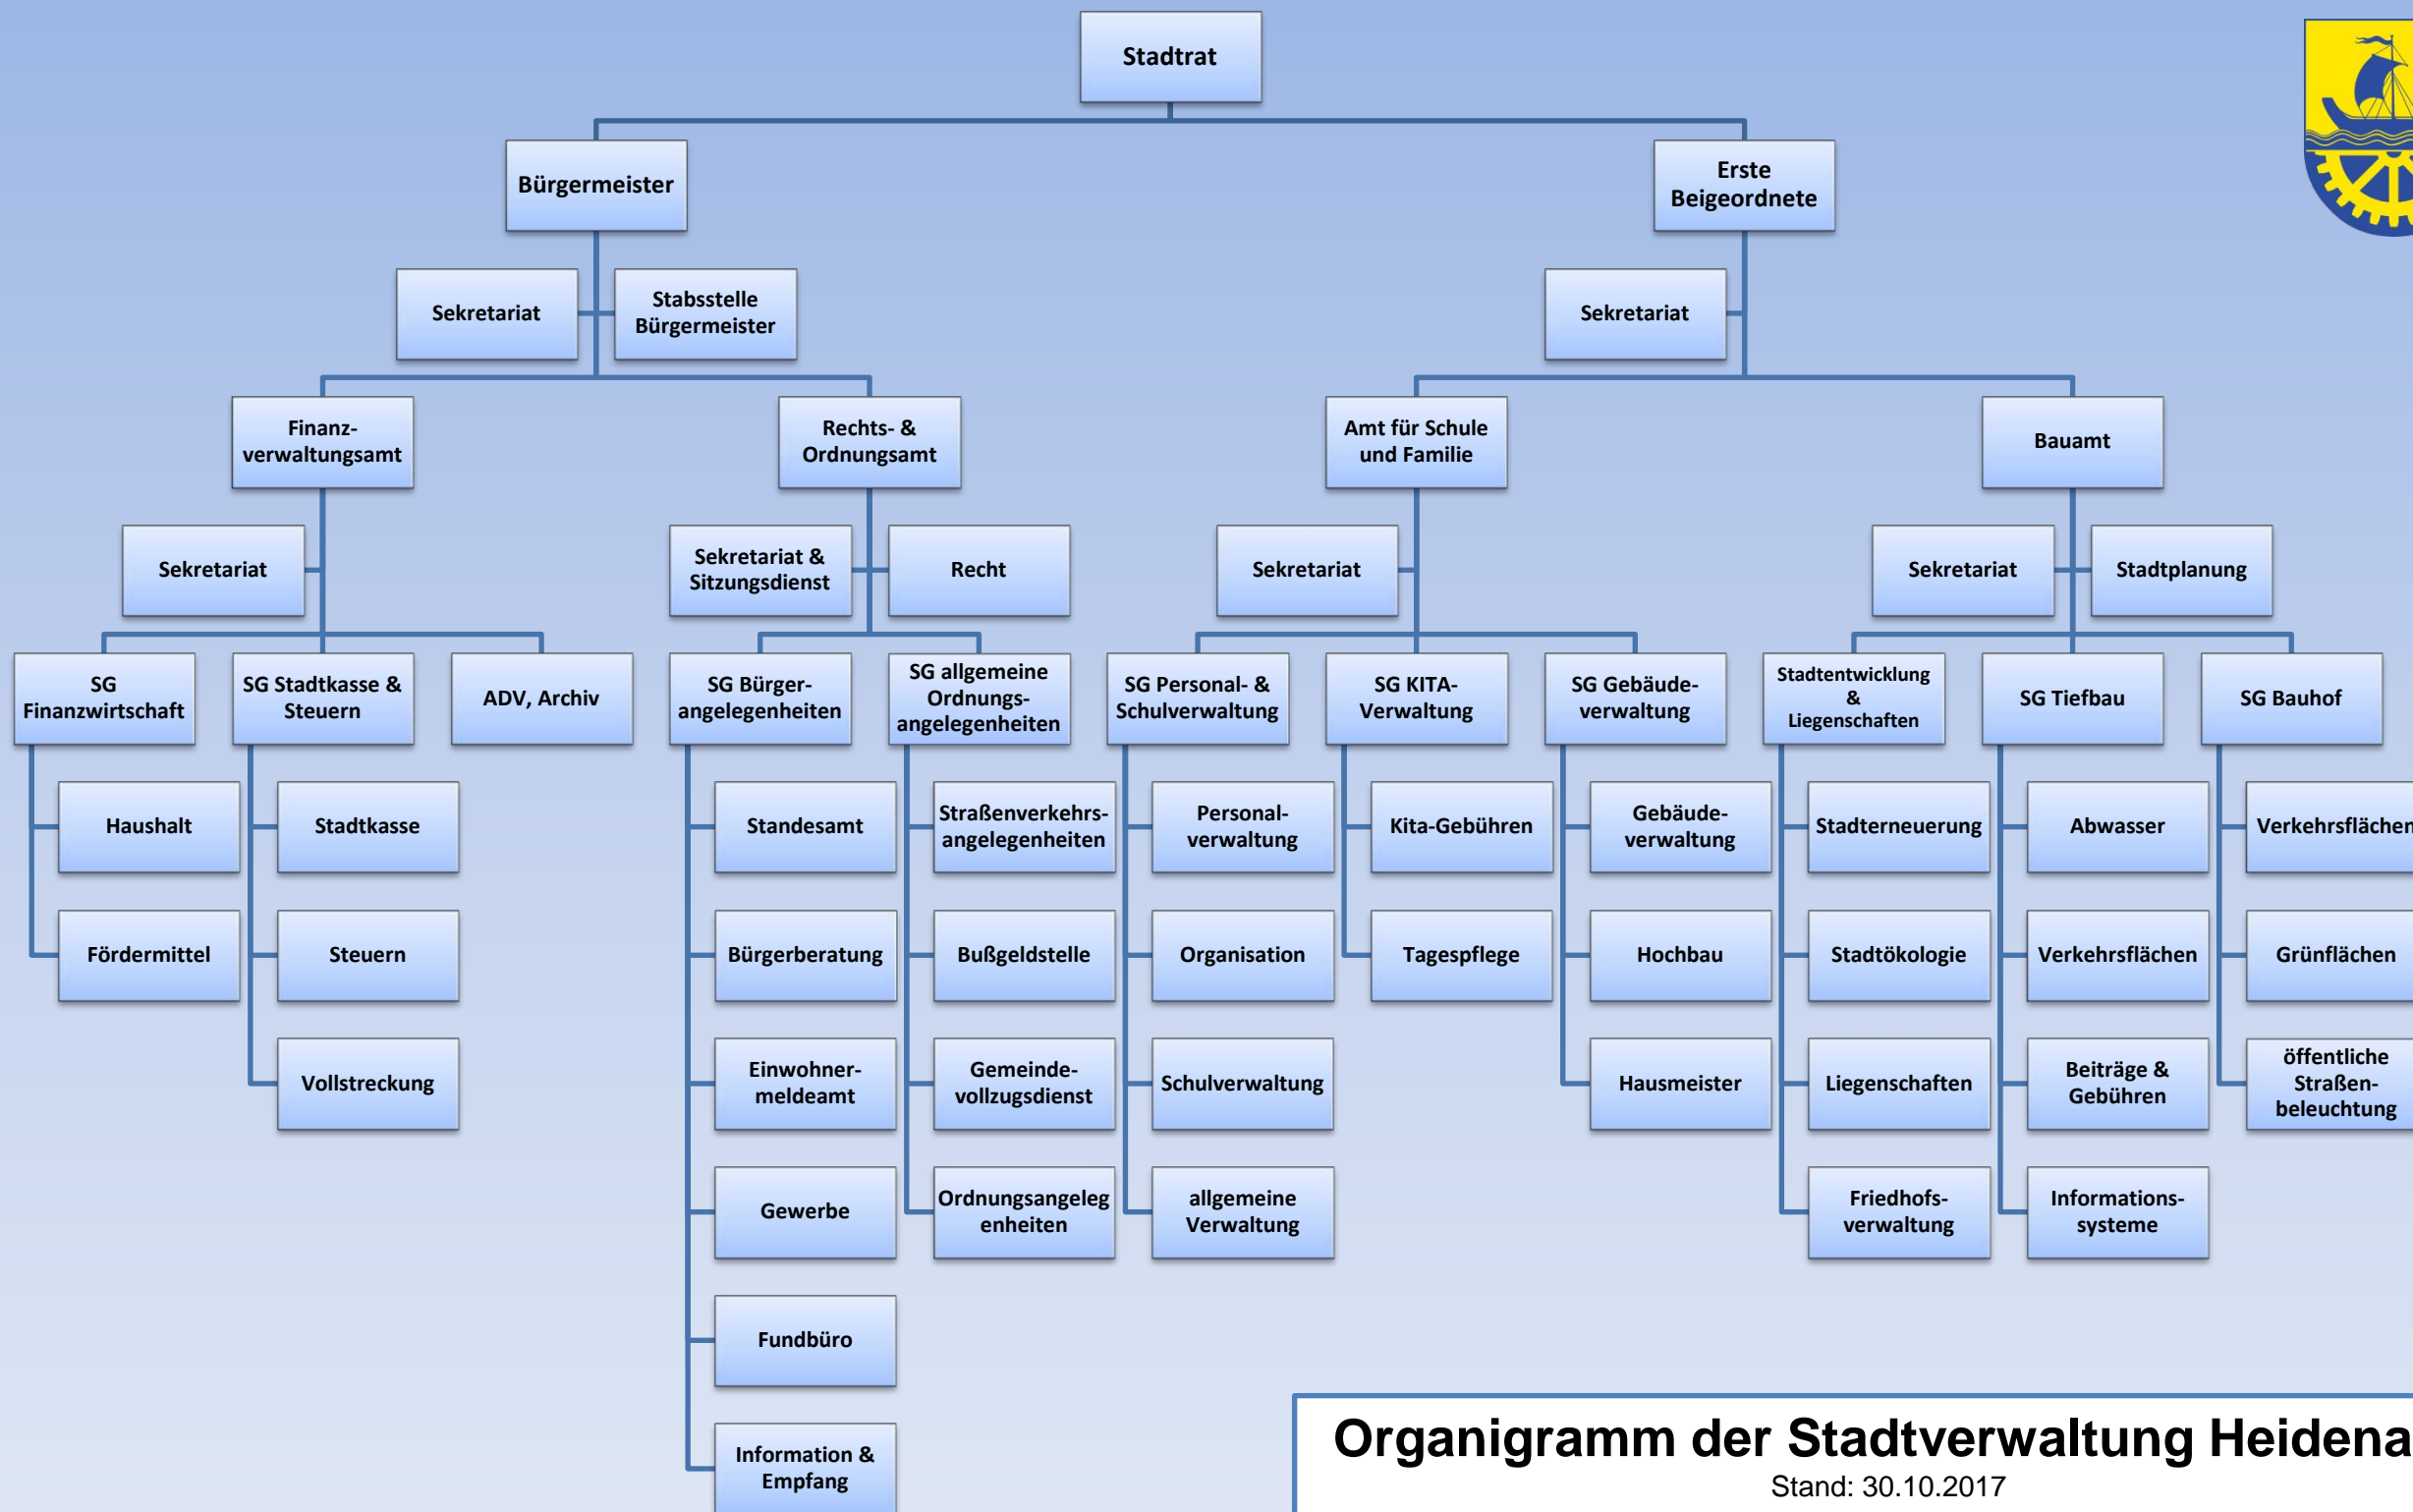 Stadtrat
Bürgermeister
Erste
Beigeordnete
Sekretariat
Stabsstelle
Bürgermeister
Sekretariat
Finanz-
verwaltungsamt
Rechts- &
Ordnungsamt
Amt für Schule
und Familie
Bauamt
Sekretariat
Sekretariat &
Sitzungsdienst
Recht
Sekretariat
Sekretariat
Stadtplanung
SG
Finanzwirtschaft
SG Stadtkasse &
Steuern
ADV, Archiv
SG Bürger-
angelegenheiten
SG allgemeine
Ordnungs-
angelegenheiten
SG Personal- &
Schulverwaltung
SG KITA-
Verwaltung
SG Gebäude-
verwaltung
Stadtentwicklung
&
Liegenschaften
SG Tiefbau
SG Bauhof
Haushalt
Stadtkasse
Standesamt
Straßenverkehrs-
angelegenheiten
Personal-
verwaltung
Kita-Gebühren
Gebäude-
verwaltung
Stadterneuerung
Abwasser
Verkehrsflächen
Fördermittel
Steuern
Bürgerberatung
Bußgeldstelle
Organisation
Tagespflege
Hochbau
Stadtökologie
Verkehrsflächen
Grünflächen
Vollstreckung
Einwohner-
meldeamt
Gemeinde-
vollzugsdienst
Schulverwaltung
Hausmeister
Liegenschaften
Beiträge &
Gebühren
öffentliche
Straßen-
beleuchtung
Gewerbe
Ordnungsangeleg
enheiten
allgemeine
Verwaltung
Friedhofs-
verwaltung
Informations-
systeme
Fundbüro
Information &
Empfang
Organigramm der Stadtverwaltung Heidena
Stand: 30.10.2017